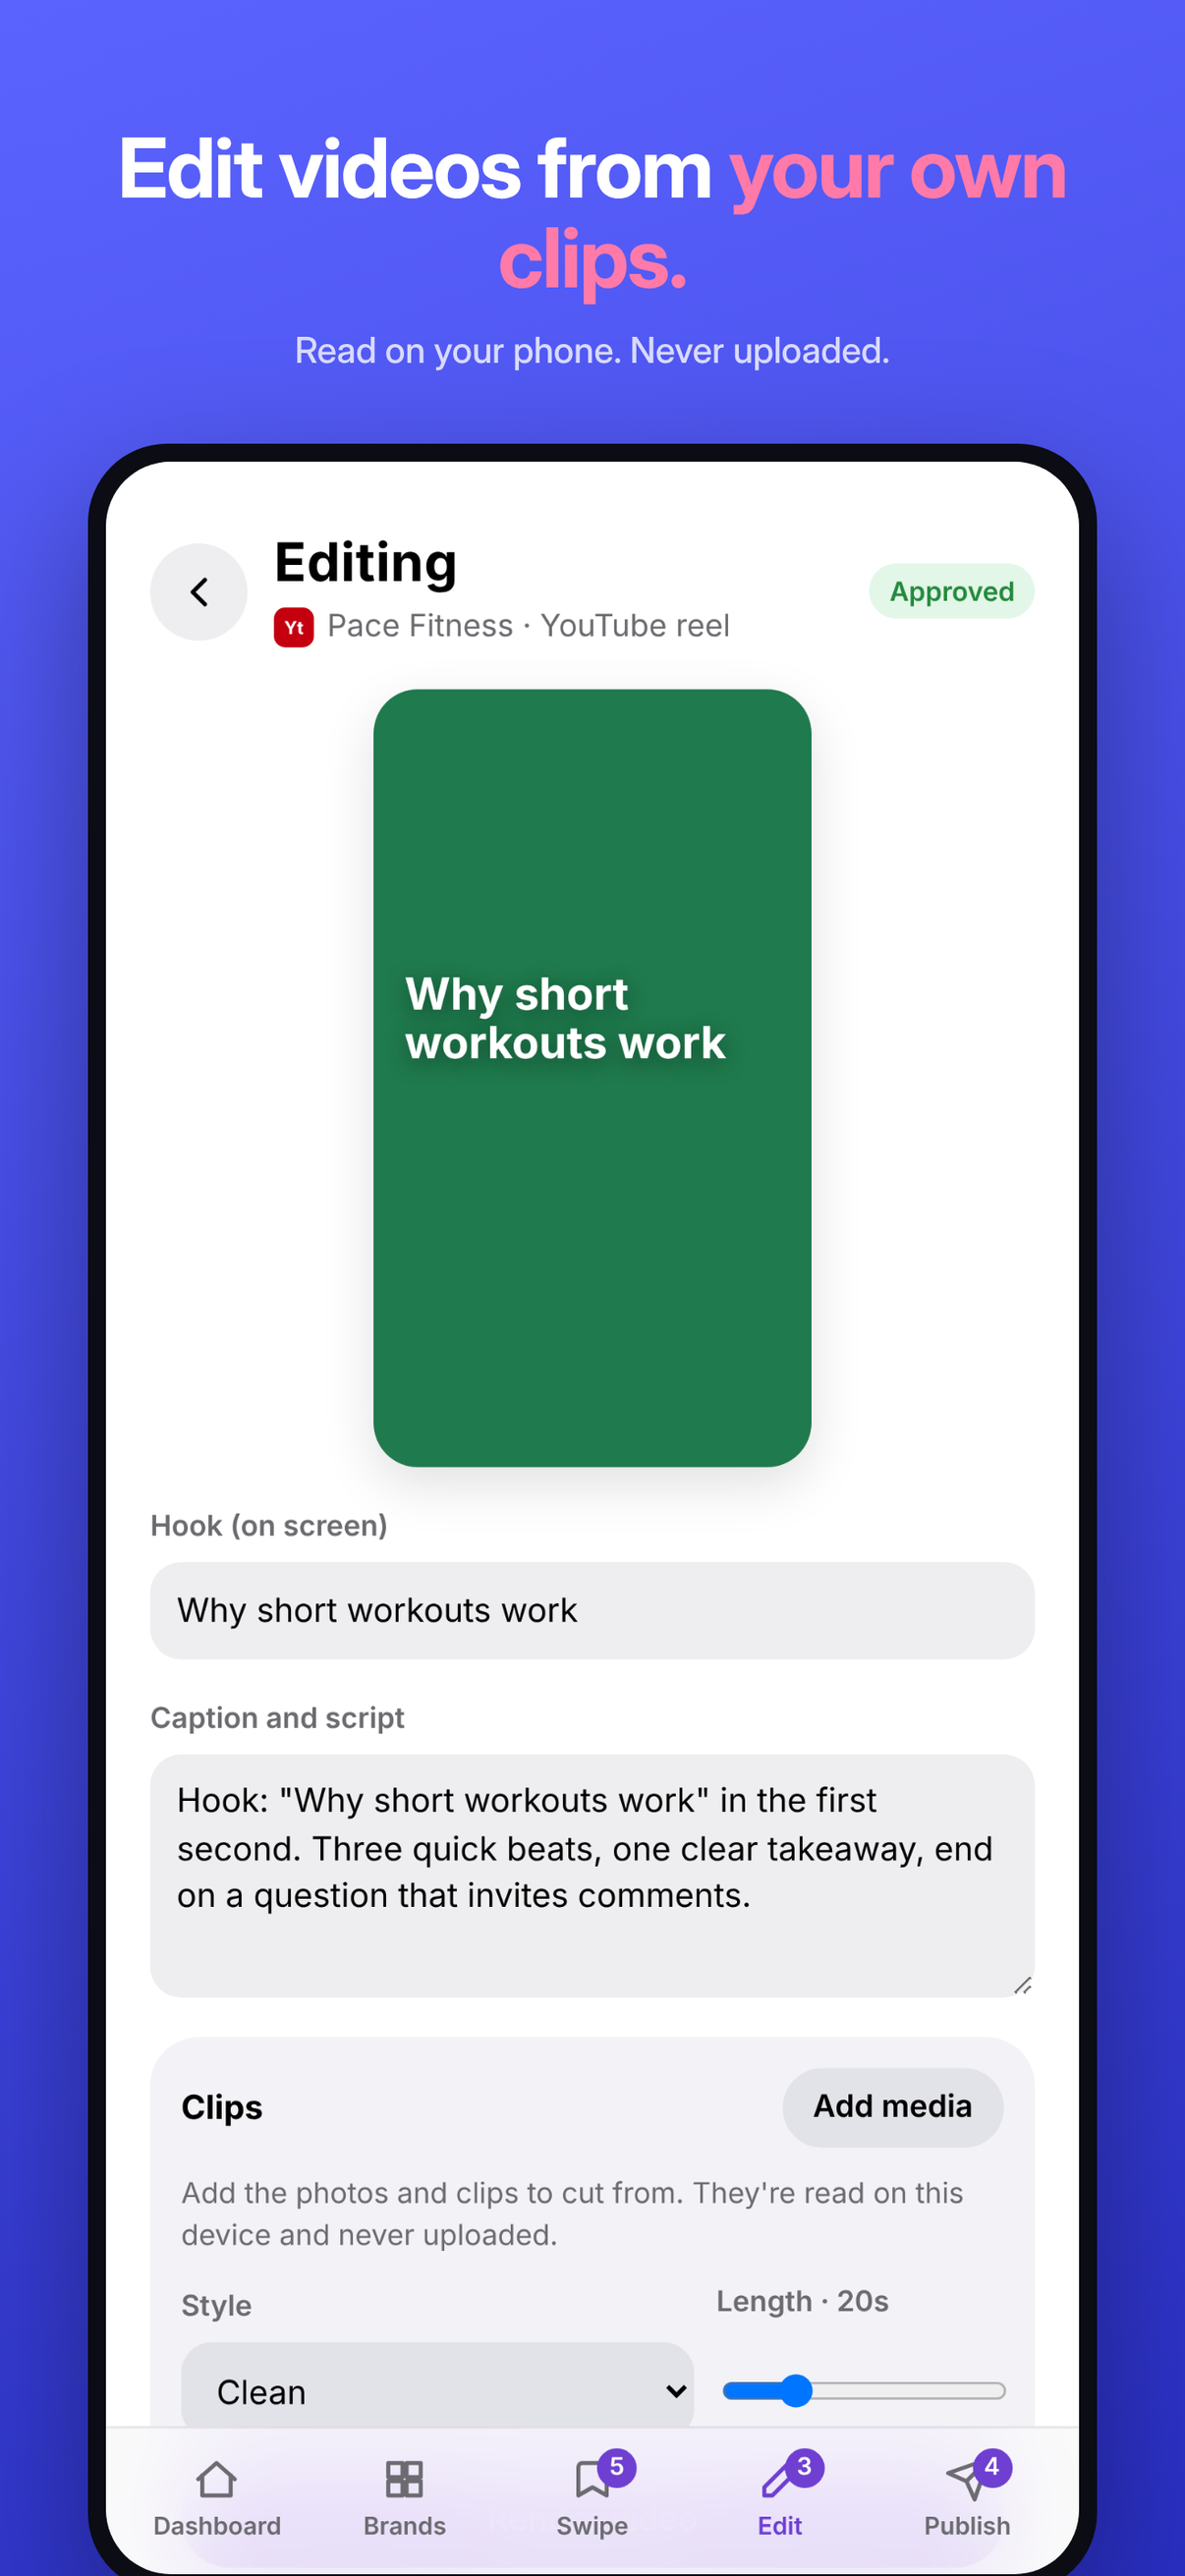 Edit videos from your own
clips.
Read on your phone. Never uploaded.
Editing
Yt Pace Fitness · YouTube reel
Approved
Why short
workouts work
Hook (on screen)
Why short workouts work
Caption and script
Hook: "Why short workouts work" in the first
second. Three quick beats, one clear takeaway, end
on a question that invites comments.
Clips
Add media
Add the photos and clips to cut from. They're read on this
device and never uploaded.
Style
Length · 20s
Clean
5
3
4
Dashboard
Brands
Swipe
Edit
Publish